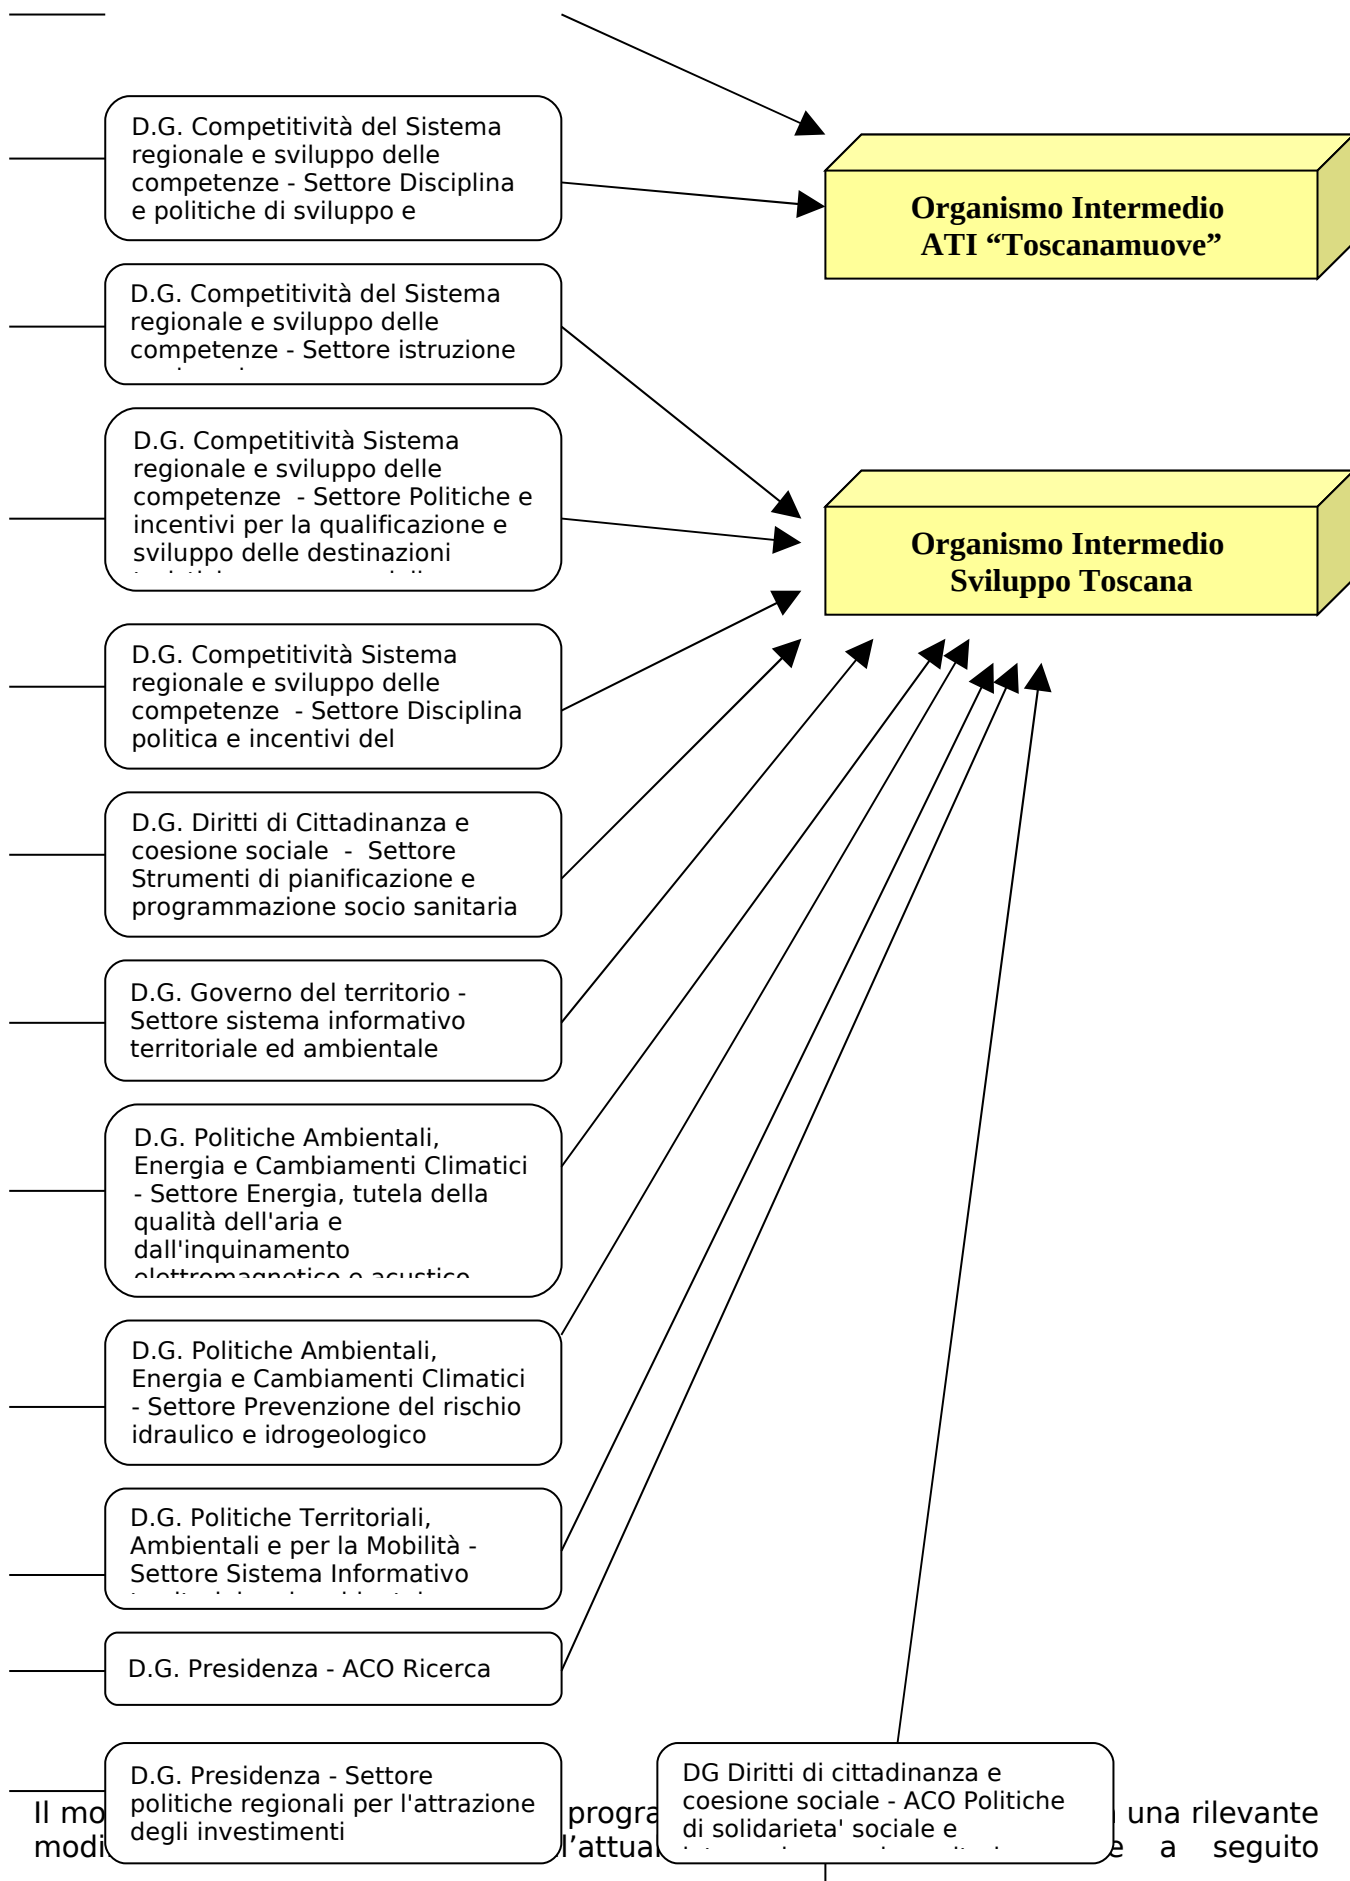 D.G. Competitività del Sistema
regionale e sviluppo delle
competenze - Settore Disciplina
e politiche di sviluppo e
Organismo Intermedio
ATI “Toscanamuove”
D.G. Competitività del Sistema
regionale e sviluppo delle
competenze - Settore istruzione
D.G. Competitività Sistema
regionale e sviluppo delle
competenze - Settore Politiche e
incentivi per la qualificazione e
sviluppo delle destinazioni
Organismo Intermedio
Sviluppo Toscana
D.G. Competitività Sistema
regionale e sviluppo delle
competenze - Settore Disciplina
politica e incentivi del
D.G. Diritti di Cittadinanza e
coesione sociale - Settore
Strumenti di pianificazione e
programmazione socio sanitaria
D.G. Governo del territorio -
Settore sistema informativo
territoriale ed ambientale
D.G. Politiche Ambientali,
Energia e Cambiamenti Climatici
- Settore Energia, tutela della
qualità dell'aria e
dall'inquinamento
elettromagnetico e acustico
D.G. Politiche Ambientali,
Energia e Cambiamenti Climatici
- Settore Prevenzione del rischio
idraulico e idrogeologico
D.G. Politiche Territoriali,
Ambientali e per la Mobilità -
Settore Sistema Informativo
D.G. Presidenza - ACO Ricerca
D.G. Presidenza - Settore
politiche regionali per l'attrazione
degli investimenti
DG Diritti di cittadinanza e
coesione sociale - ACO Politiche
di solidarieta' sociale e
Il mo progra una rilevante
modi l’attua e a seguito